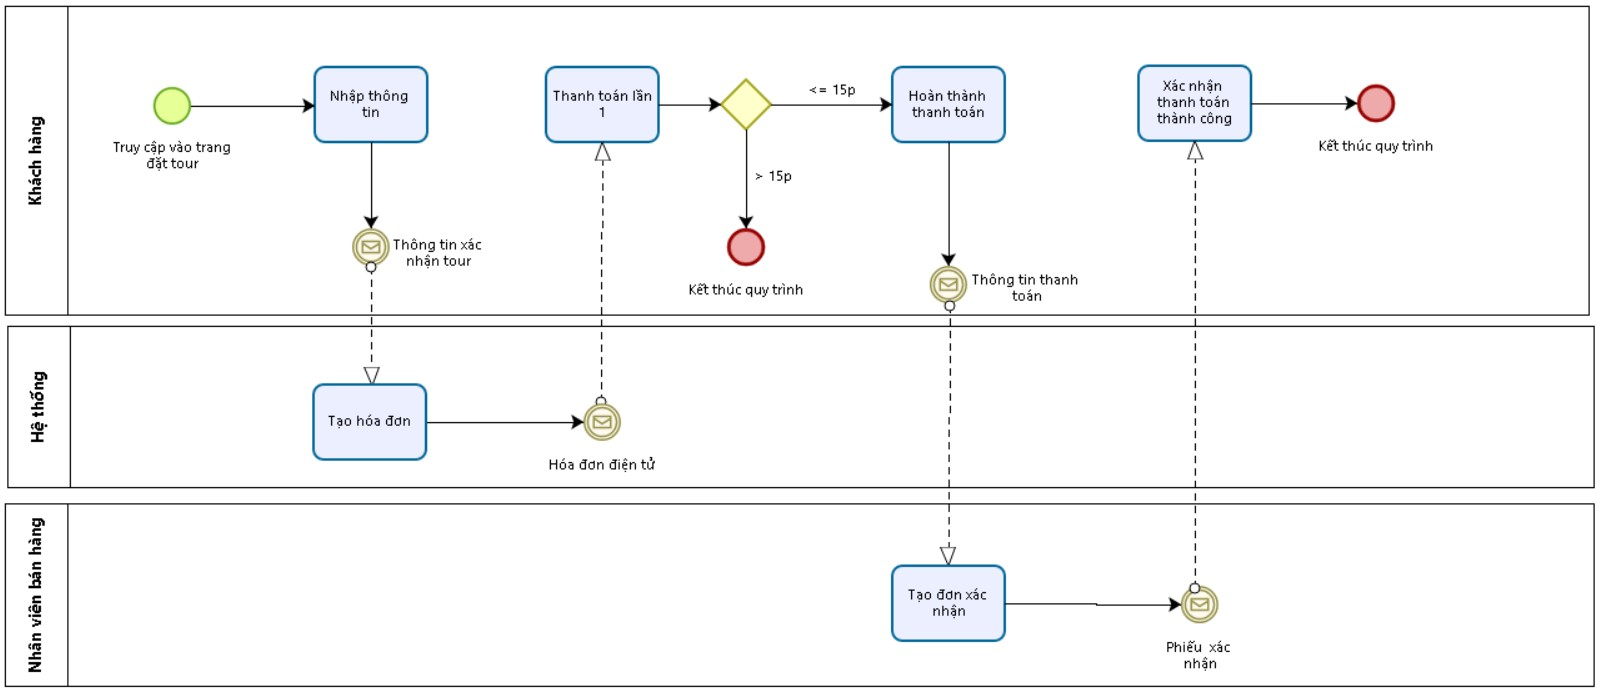 Khách hàng
Truy cập vào trang
đặt tour
Nhập thông
tin
Thông tin xác
nhận tour
Thanh toán lần
1
<= 15p
> 15p
Kết thúc quy trình
Hoàn thành
thanh toán
Thông tin thanh
toán
Xác nhận
thanh toán
thành công
Kết thúc quy trình
Hệ thống
Tạo hóa đơn
Hóa đơn điện tử
Nhân viên bán hàng
Tạo đơn xác
nhận
Phiếu xác
nhận